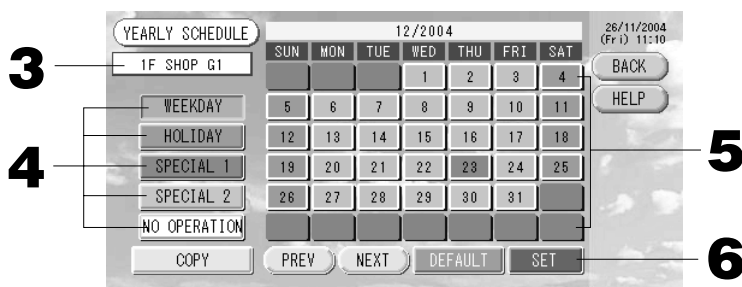 YEARLY SCHEDULE
12/2004
26/11/2004
(Fri) 11:10
3
1F SHOP G1
SUN MON TUE WED THU FRI SAT
BACK
1 2 3 4
WEEKDAY
5 6 7 8 9 10 11
HELP
HOLIDAY
12 13 14 15 16 17 18
4
SPECIAL 1
19 20 21 22 23 24 25
5
SPECIAL 2
26 27 28 29 30 31
NO OPERATION
COPY
PREV NEXT DEFAULT SET
6